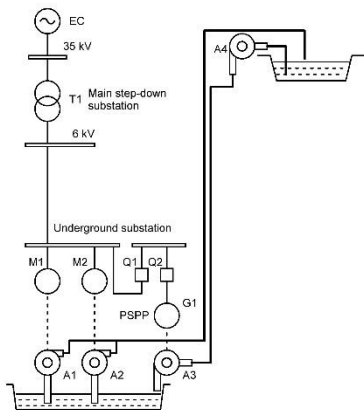 EC
35 kV
A4
T1
Main step-down
substation
6 kV
Underground substation
M1
M2
Q1
Q2
G1
PSPP
A1
A2
A3